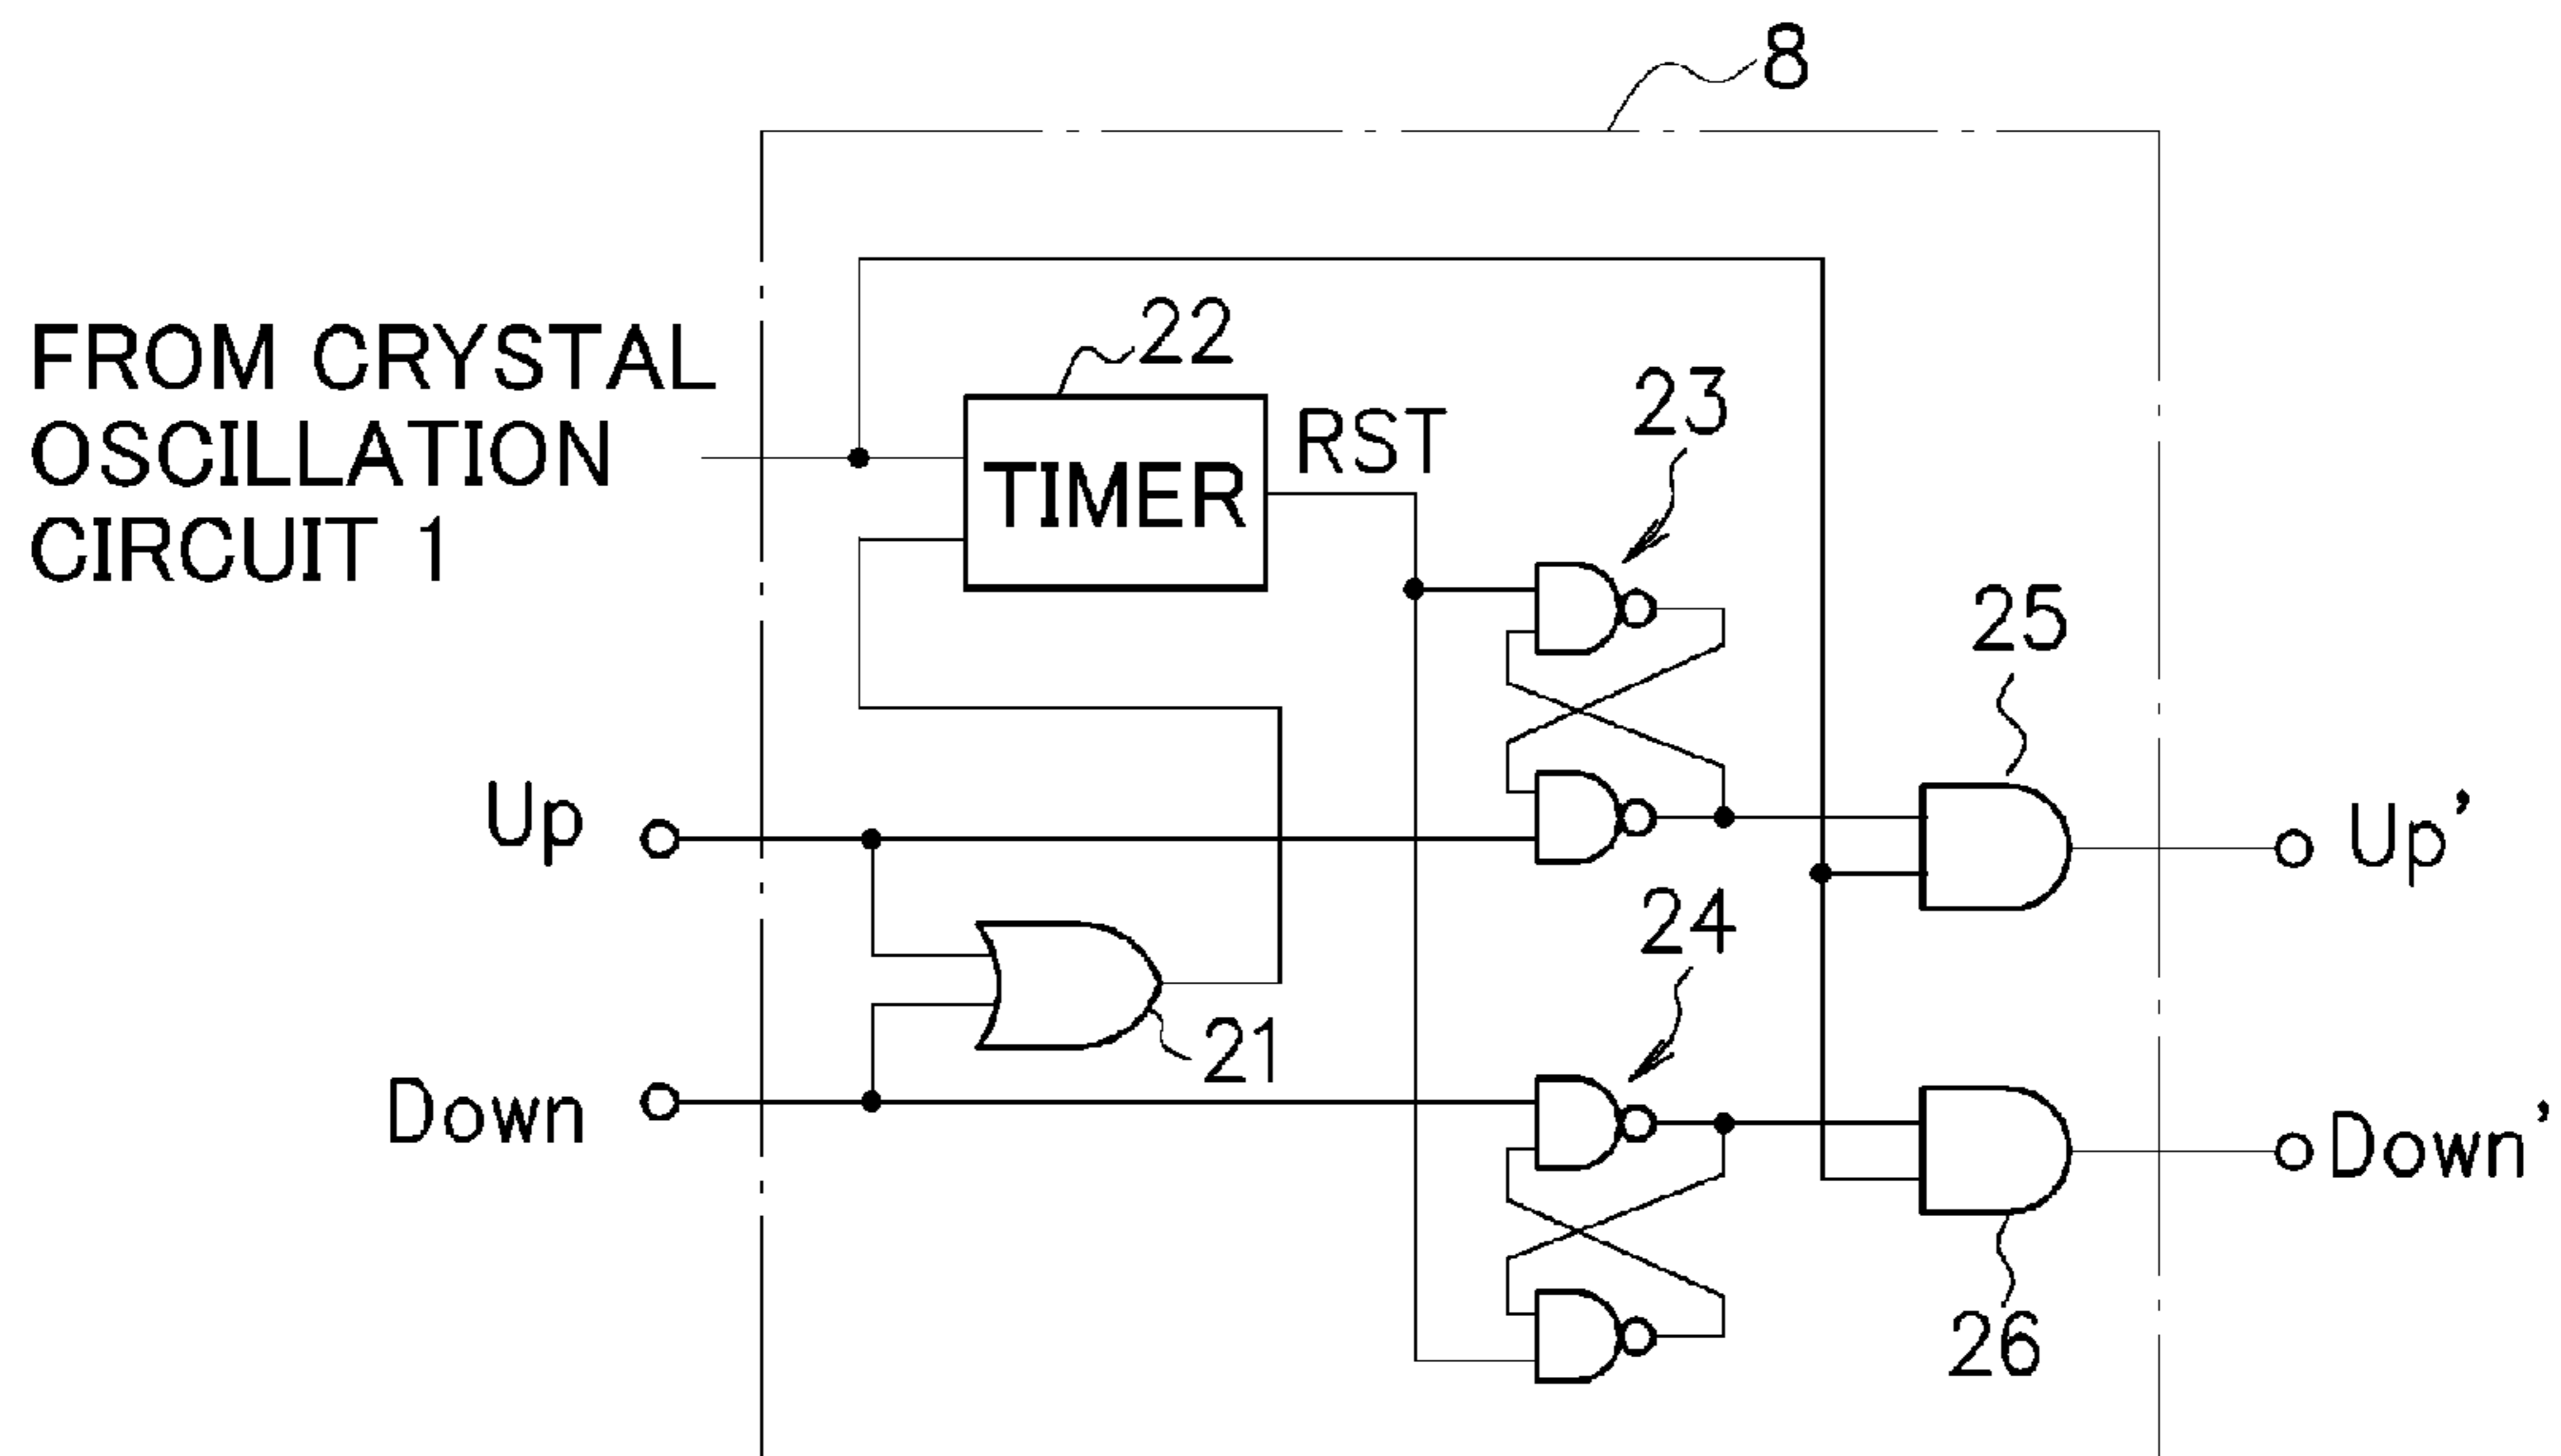 8
FROM CRYSTAL
OSCILLATION
CIRCUIT 1
22
TIMER
RST
23
25
Up
Up’
24
21
Down
Down’
26